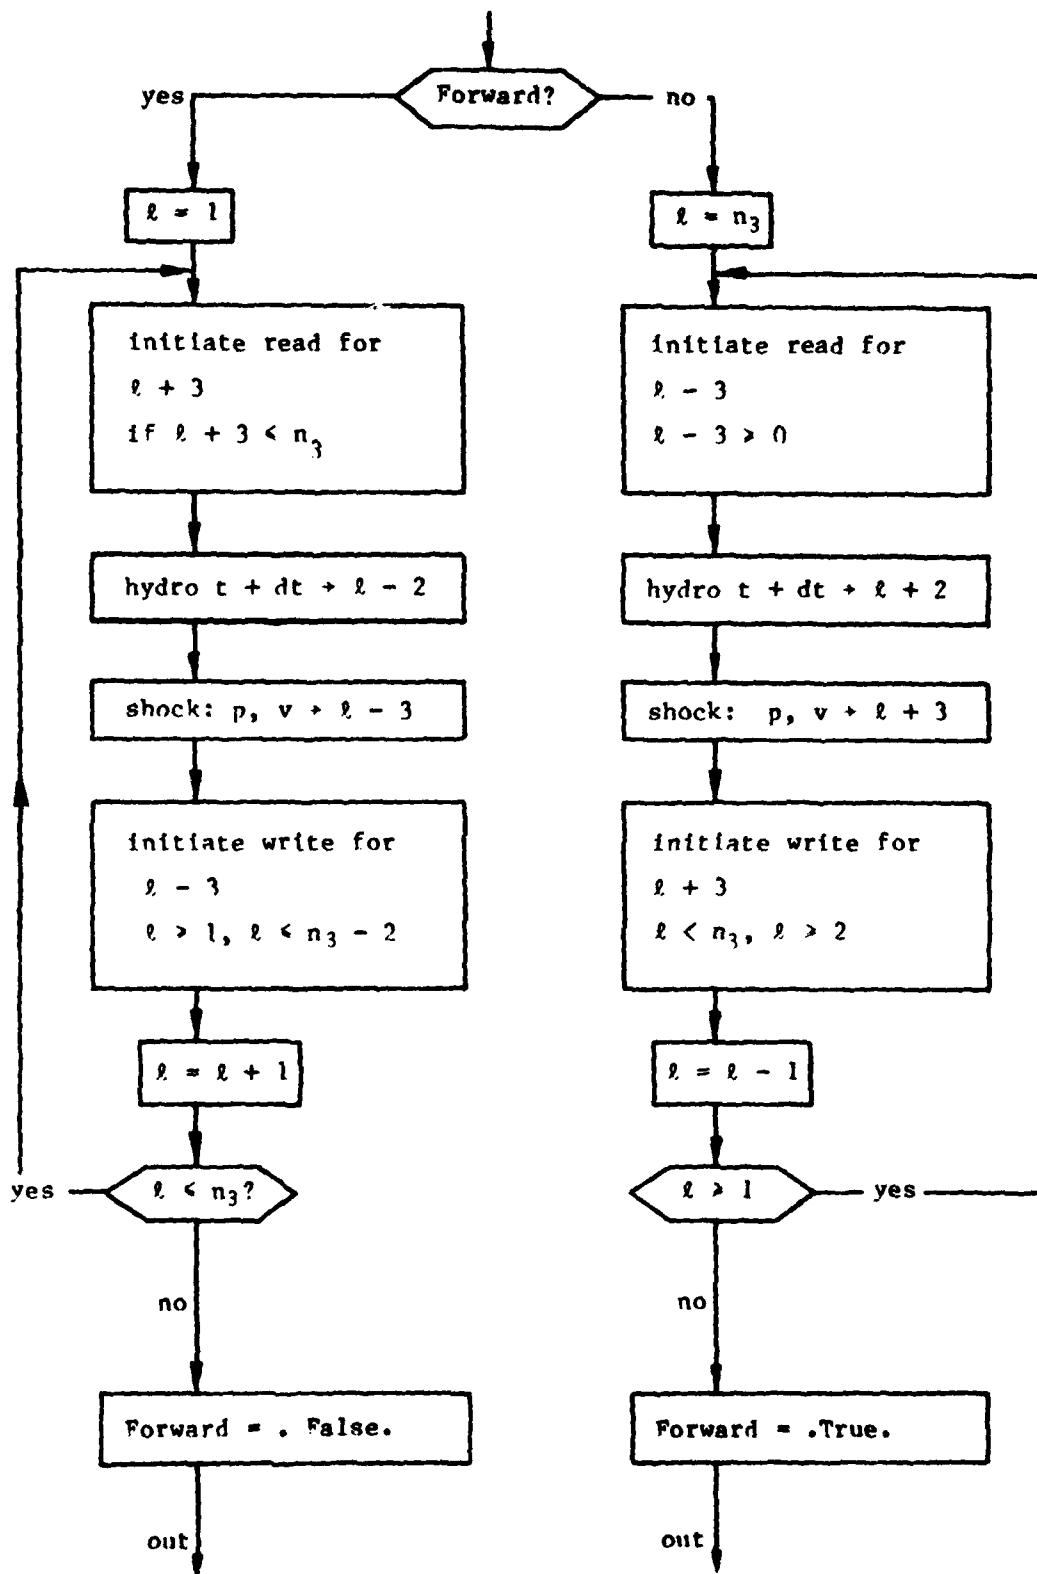 Forward?
yes
no
ℓ = 1
initiate read for
ℓ + 3
if ℓ + 3 ⩽ n₃
hydro t + dt → ℓ - 2
shock: p, v → ℓ - 3
initiate write for
ℓ - 3
ℓ > 1, ℓ ⩽ n₃ - 2
ℓ = ℓ + 1
ℓ ⩽ n₃?
yes
no
Forward = . False.
out
ℓ = n₃
initiate read for
ℓ - 3
ℓ - 3 ⩾ 0
hydro t + dt → ℓ + 2
shock: p, v → ℓ + 3
initiate write for
ℓ + 3
ℓ < n₃, ℓ ⩾ 2
ℓ = ℓ - 1
ℓ ⩾ 1
yes
no
Forward = .True.
out